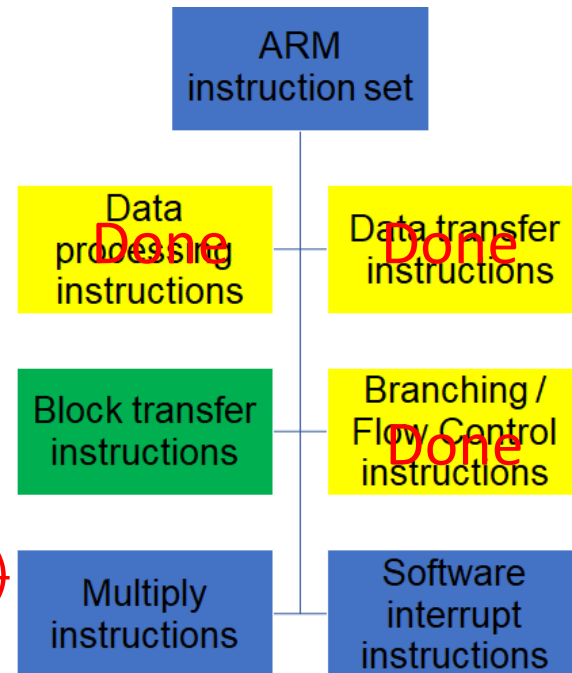 ARM
instruction set
Data
processing
instructions
Done
Data transfer
instructions
Done
Block transfer
instructions
Branching /
Flow Control
instructions
Done
Multiply
instructions
Software
interrupt
instructions